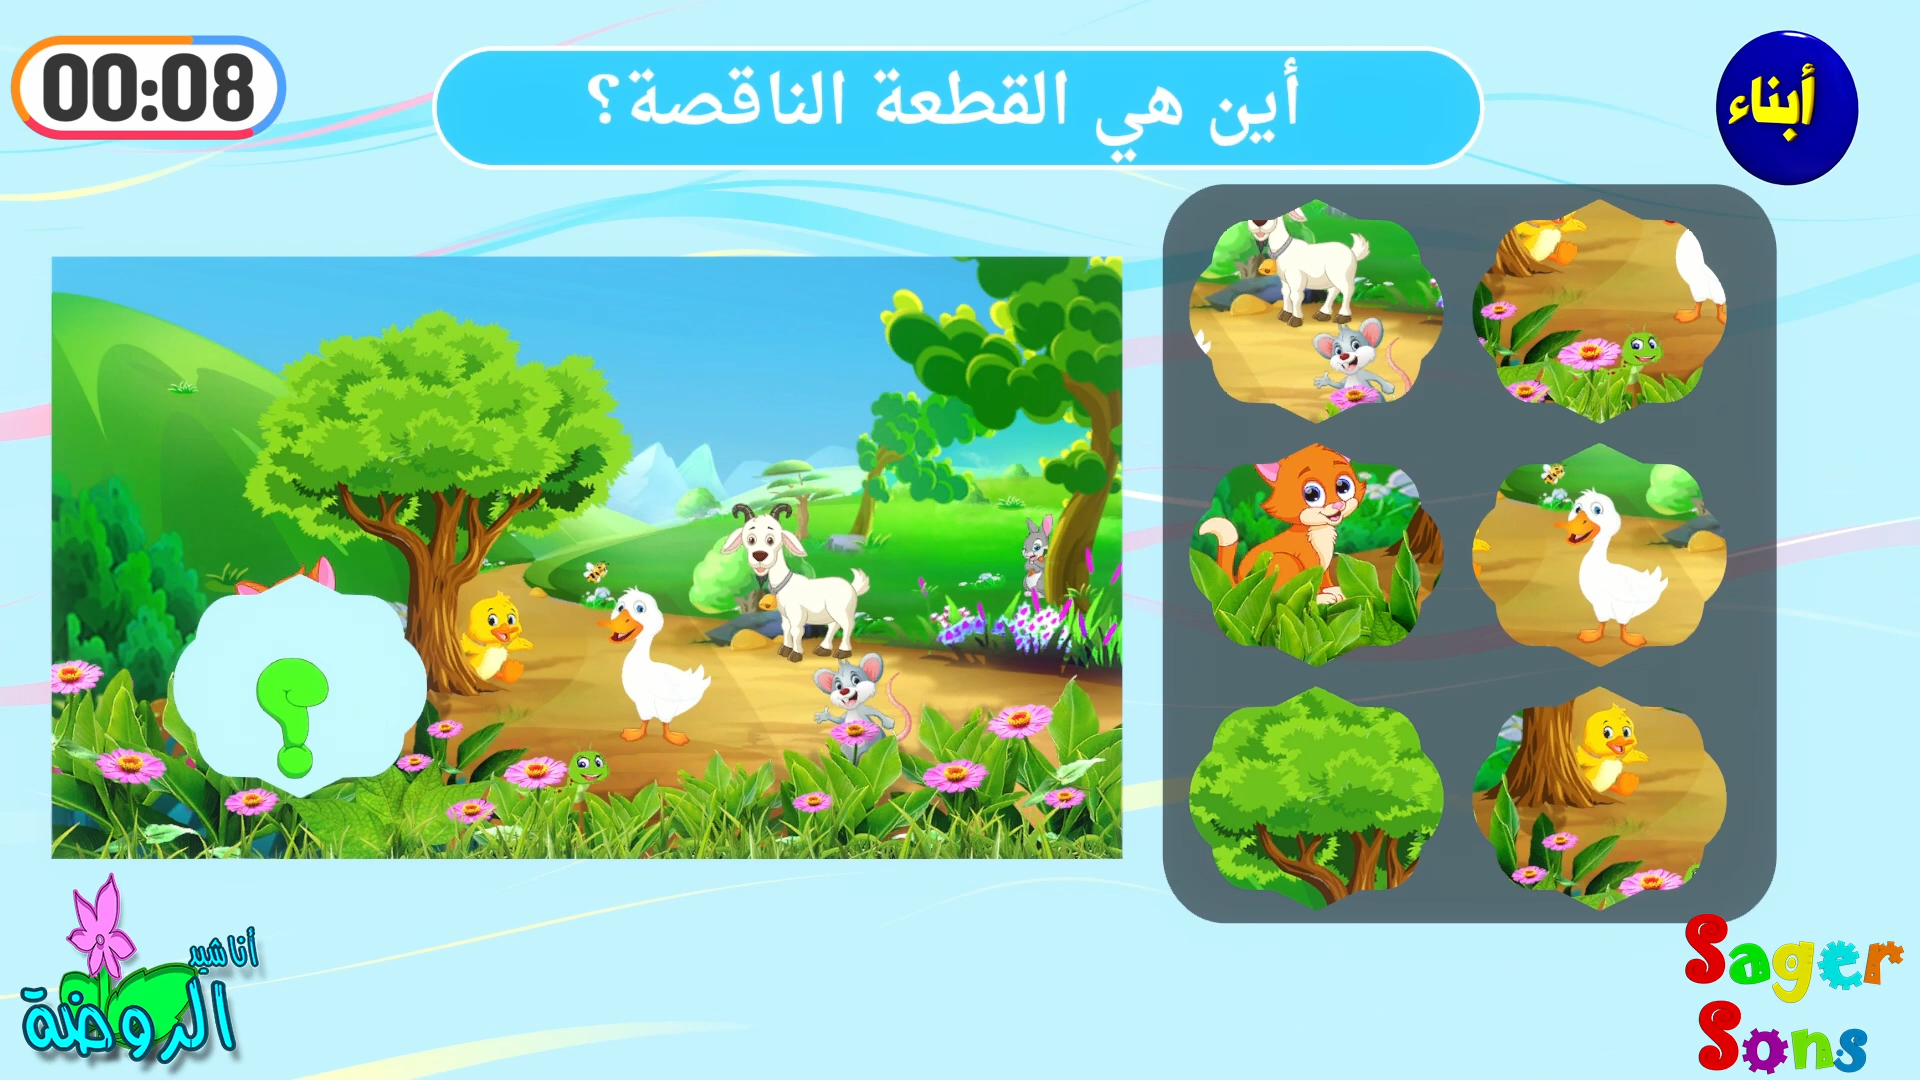 00:08
أين هي القطعة الناقصة؟
أبناء
?
أناشيد
الروضة
Sager
Sons